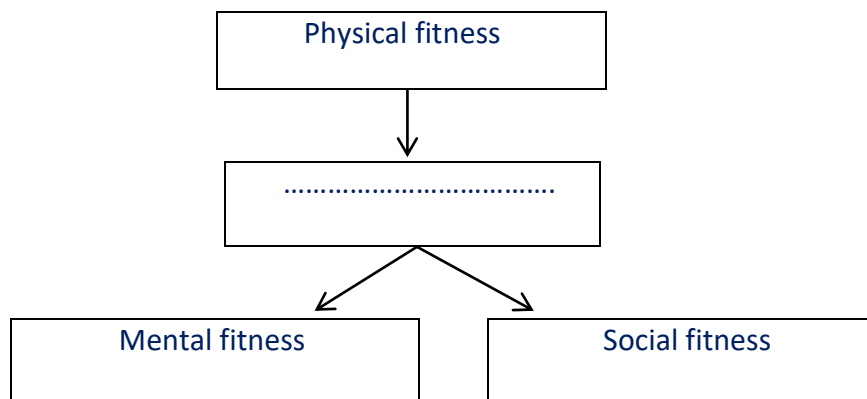 Physical fitness
……………………………….
Mental fitness
Social fitness